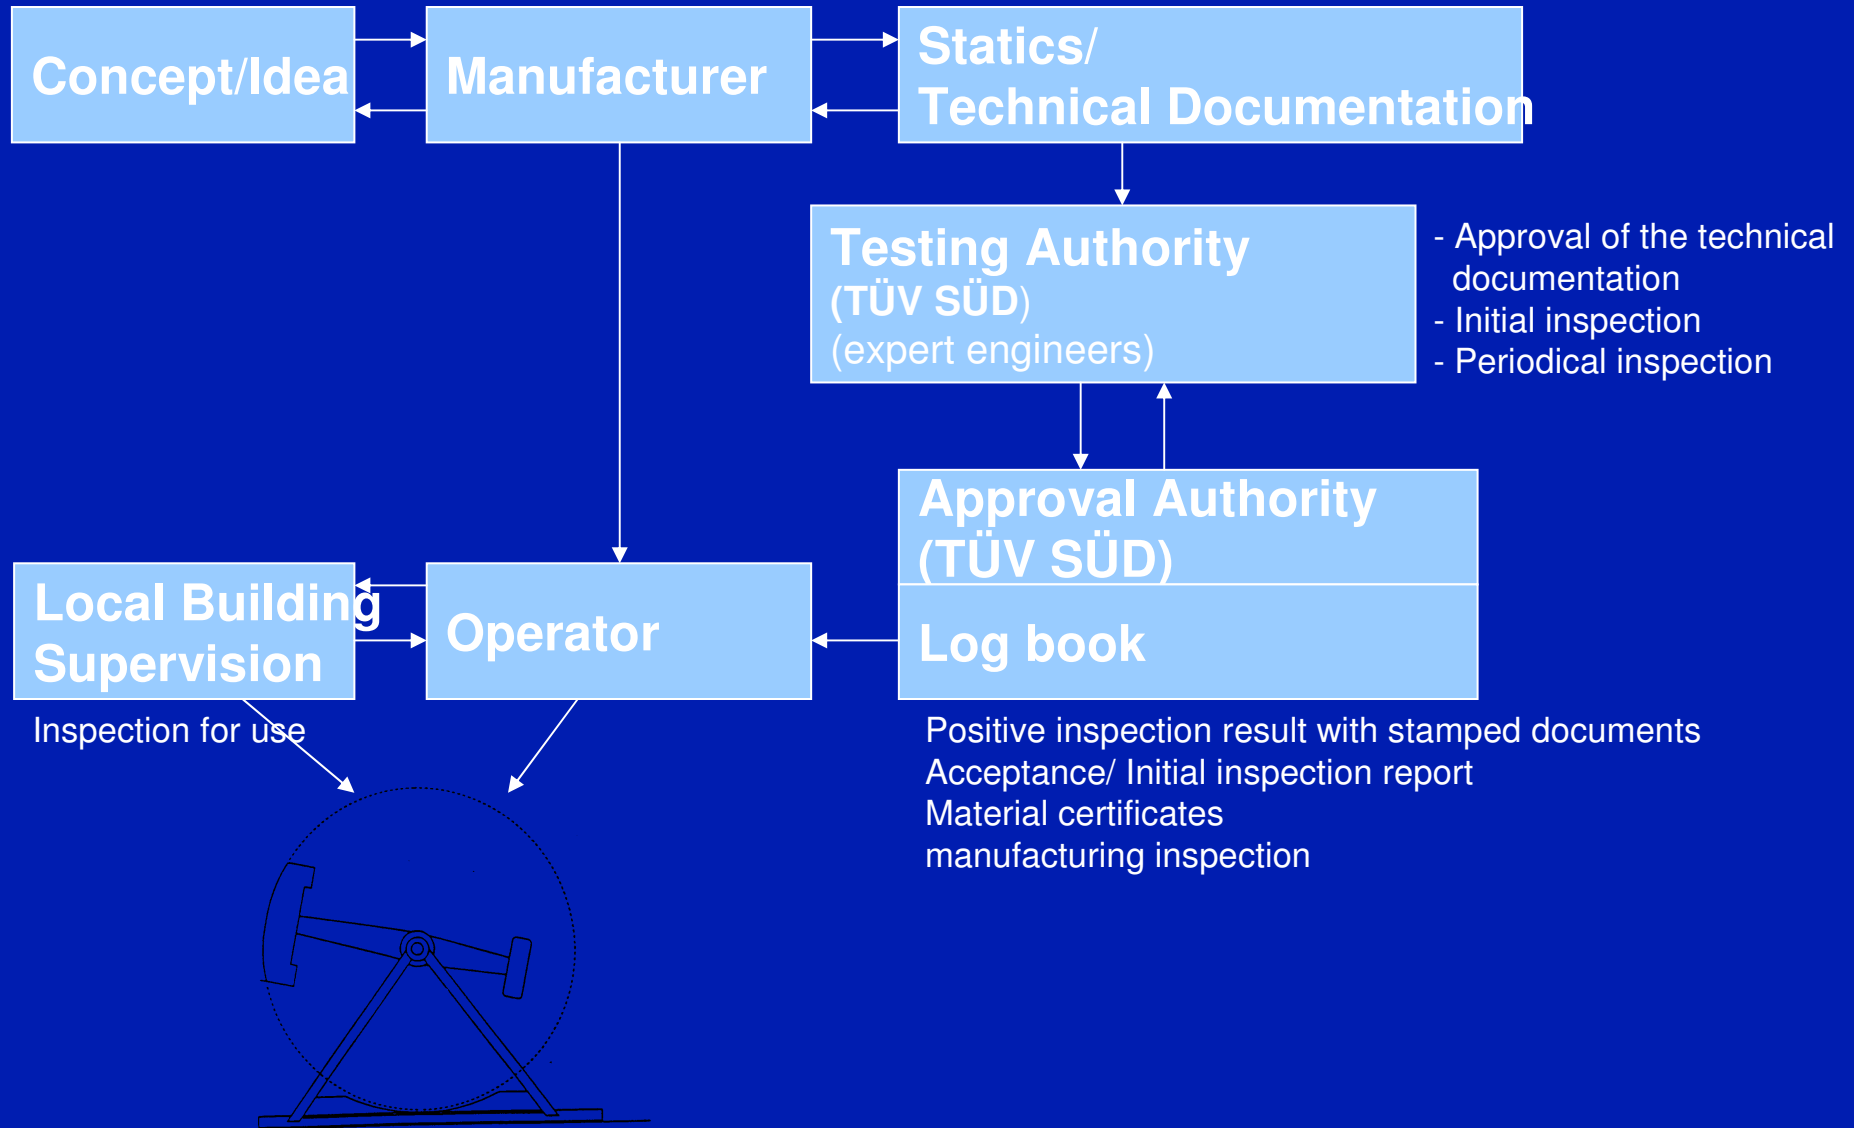 Concept/Idea
Manufacturer
Statics/
Technical Documentation
Testing Authority
(TÜV SÜD)
(expert engineers)
- Approval of the technical
documentation
- Initial inspection
- Periodical inspection
Approval Authority
(TÜV SÜD)
Local Building
Supervision
Operator
Log book
Inspection for use
Positive inspection result with stamped documents
Acceptance/ Initial inspection report
Material certificates
manufacturing inspection